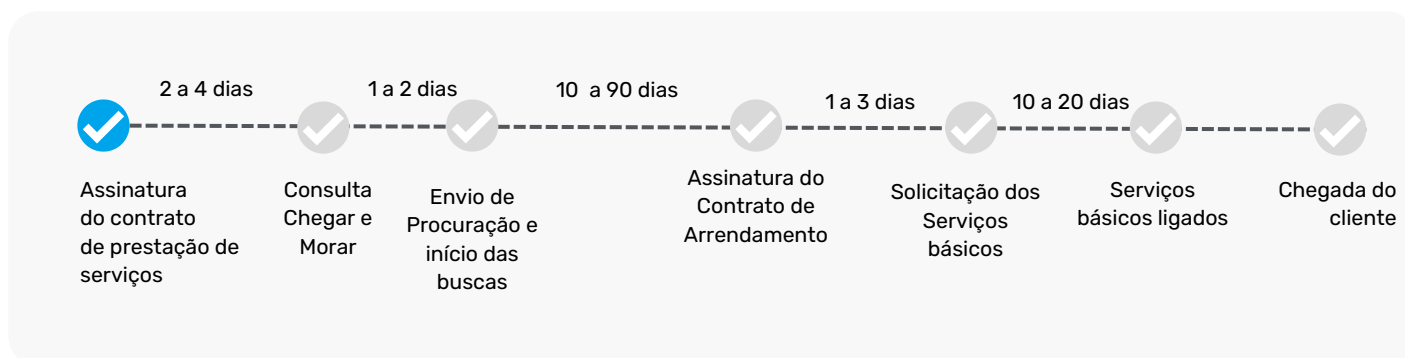 2 a 4 dias
1 a 2 dias
10 a 90 dias
1 a 3 dias
10 a 20 dias
Assinatura
do contrato
de prestação de
serviços
Consulta
Chegar e
Morar
Envio de
Procuração e
início das
buscas
Assinatura do
Contrato de
Arrendamento
Solicitação dos
Serviços
básicos
Serviços
básicos ligados
Chegada do
cliente